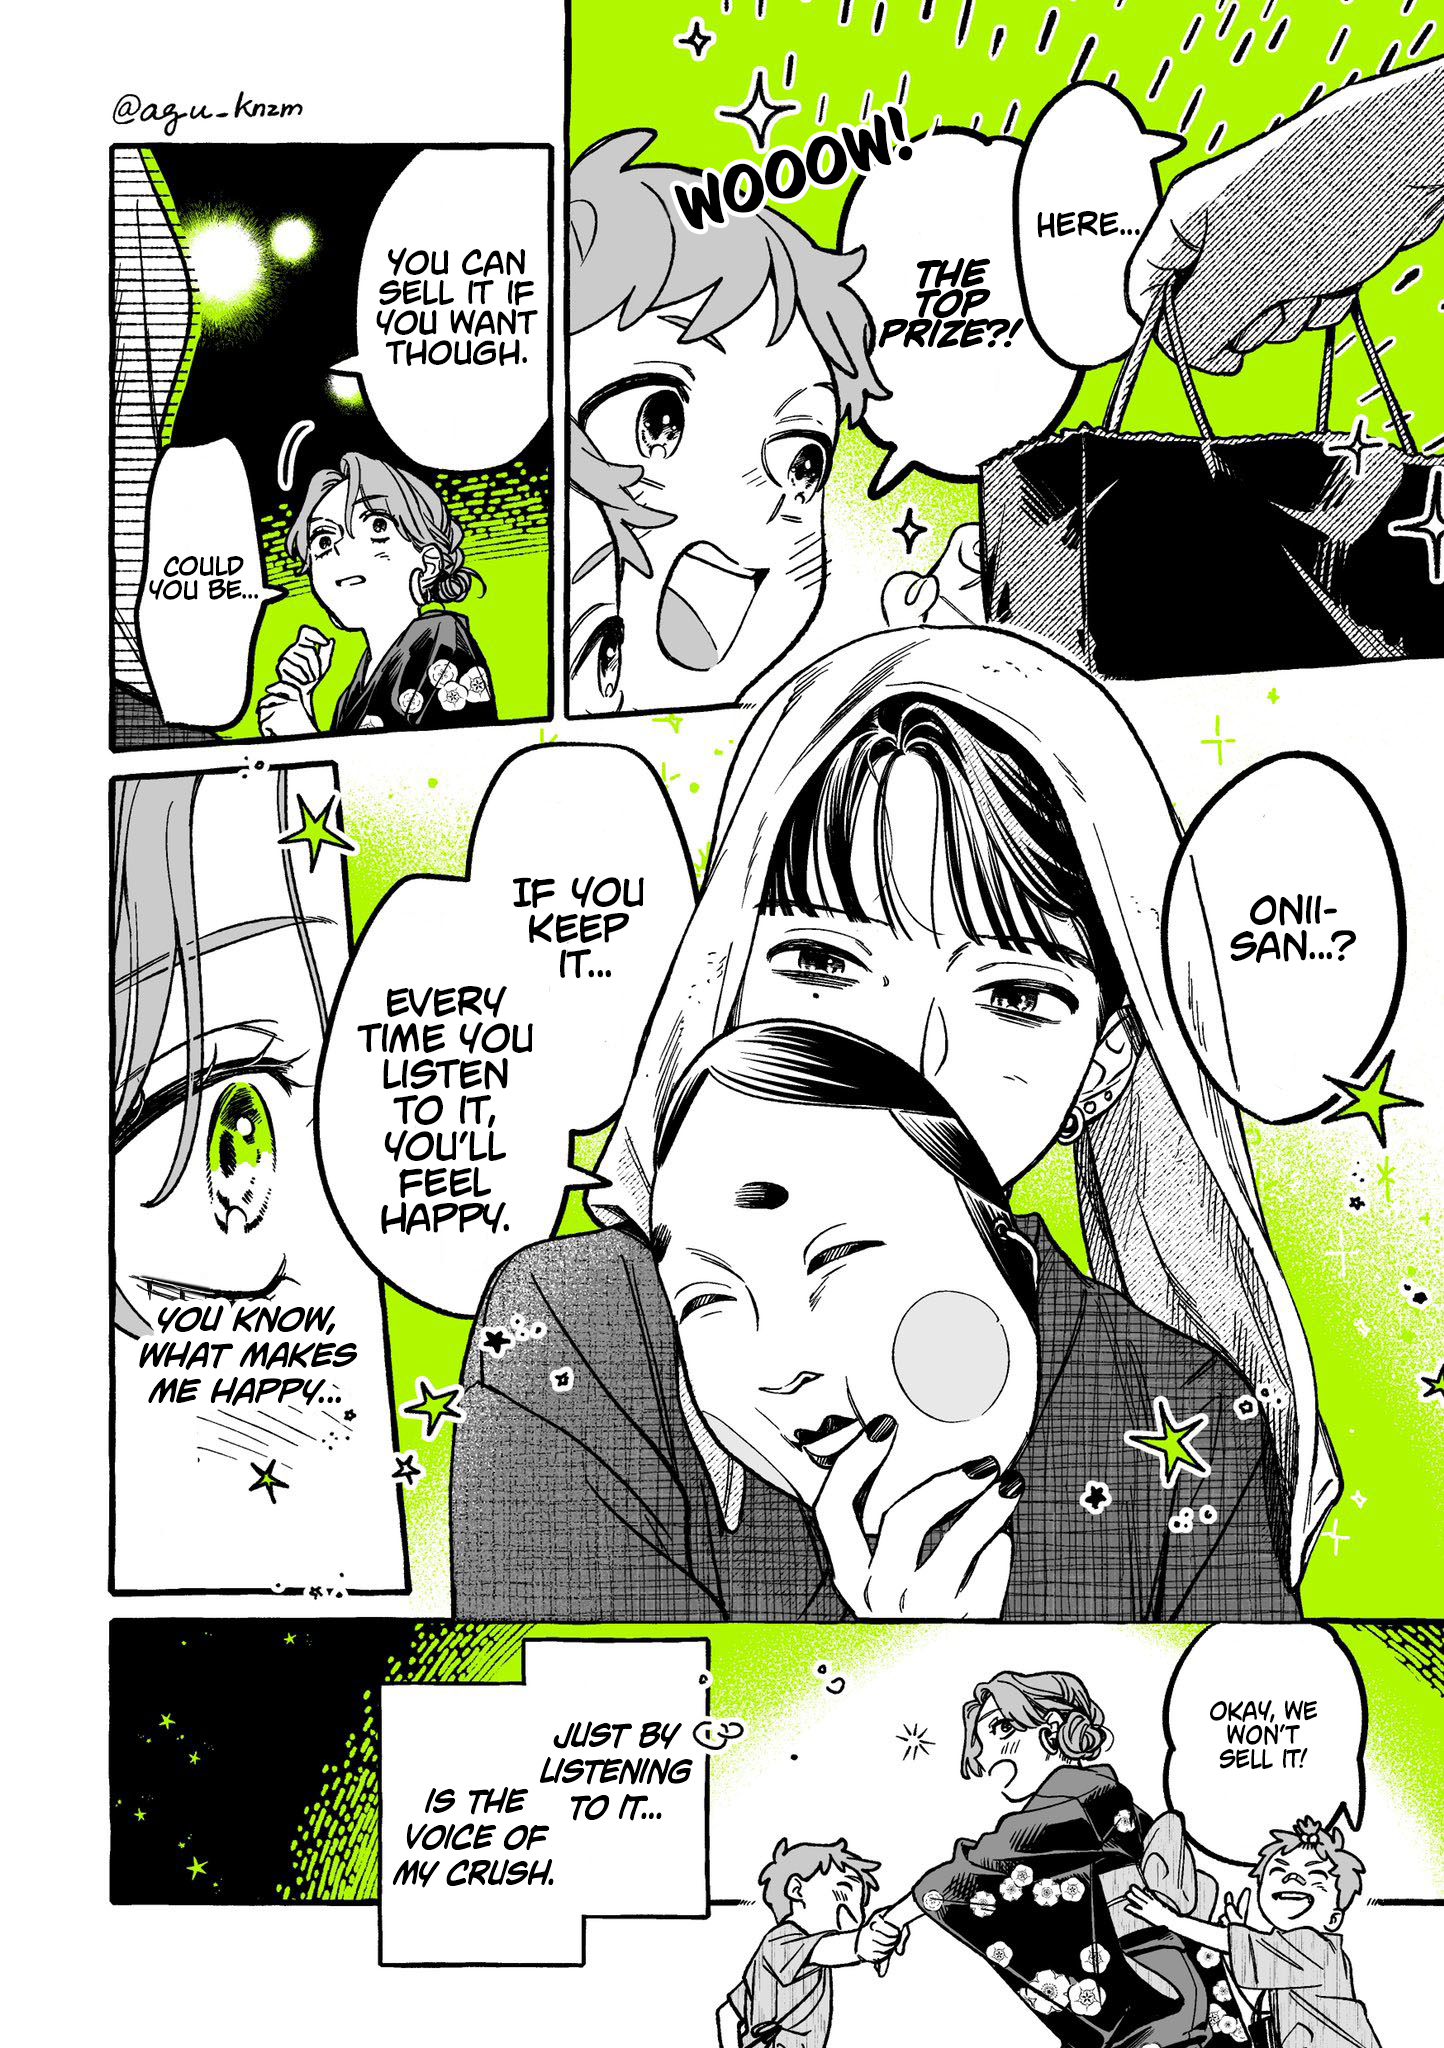 @agu_knzm
HERE...
THE
TOP
PRIZE?!
WOOOW!
YOU CAN
SELL IT IF
YOU WANT
THOUGH.
COULD
YOU BE...
ONII-
SAN...?
IF YOU
KEEP
IT...
EVERY
TIME YOU
LISTEN
TO IT,
YOU'LL
FEEL
HAPPY.
YOU KNOW,
WHAT MAKES
ME HAPPY...
OKAY, WE
WON'T
SELL IT!
JUST BY
LISTENING
TO IT...
IS THE
VOICE OF
MY CRUSH.